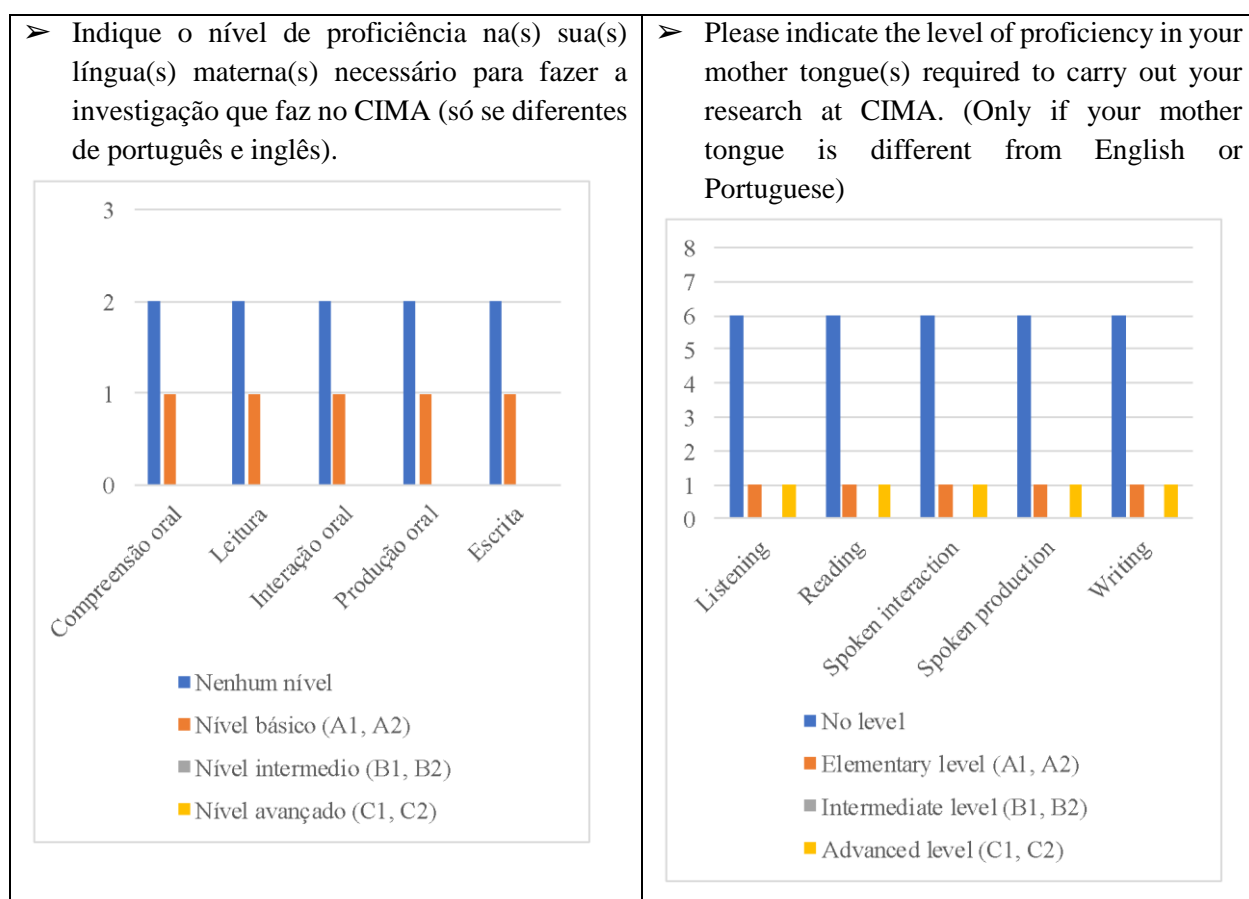 ➢ Indique o nível de proficiência na(s) sua(s)
língua(s) materna(s) necessário para fazer a
investigação que faz no CIMA (só se diferentes
de português e inglês).
3
2
1
0
Compreensão oral
Leitura
Interação oral
Produção oral
Escrita
Nenhum nível
Nível básico (A1, A2)
Nível intermedio (B1, B2)
Nível avançado (C1, C2)
➢ Please indicate the level of proficiency in your
mother tongue(s) required to carry out your
research at CIMA. (Only if your mother
tongue is different from English or
Portuguese)
8
7
6
5
4
3
2
1
0
Listening
Reading
Spoken interaction
Spoken production
Writing
No level
Elementary level (A1, A2)
Intermediate level (B1, B2)
Advanced level (C1, C2)